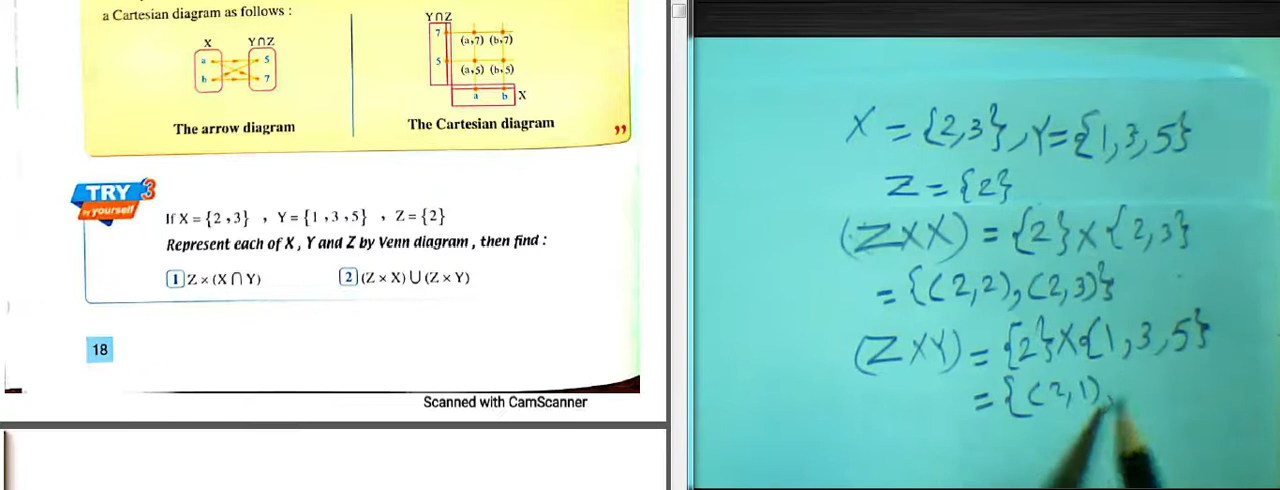 a Cartesian diagram as follows :
X Y∩Z
a 5
b 7
The arrow diagram
Y∩Z
7 (a,7) (b,7)
5 (a,5) (b,5)
a b X
The Cartesian diagram
”
TRY 3
by yourself
If X = {2 , 3} , Y = {1 , 3 , 5} , Z = {2}
Represent each of X , Y and Z by Venn diagram , then find :
1 Z × (X ∩ Y) 2 (Z × X) ∪ (Z × Y)
18
Scanned with CamScanner
X = {2,3}, Y={1,3,5}
Z = {2}
(Z×X) = {2}×{2,3}
= {(2,2),(2,3)}
(Z×Y) = {2}×{1,3,5}
= {(2,1),